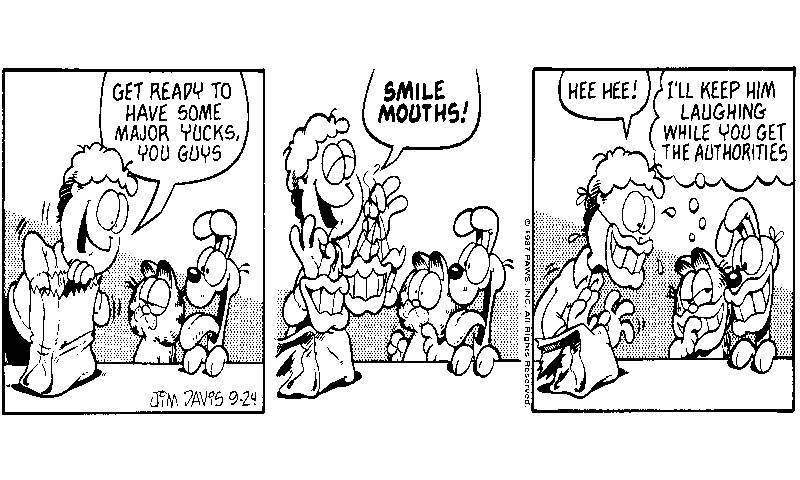 GET READY TO
HAVE SOME
MAJOR YUCKS,
YOU GUYS
JIM DAVIS 9-24
SMILE
MOUTHS!
© 1987 PAWS, INC. All Rights Reserved.
HEE HEE!
I'LL KEEP HIM
LAUGHING
WHILE YOU GET
THE AUTHORITIES